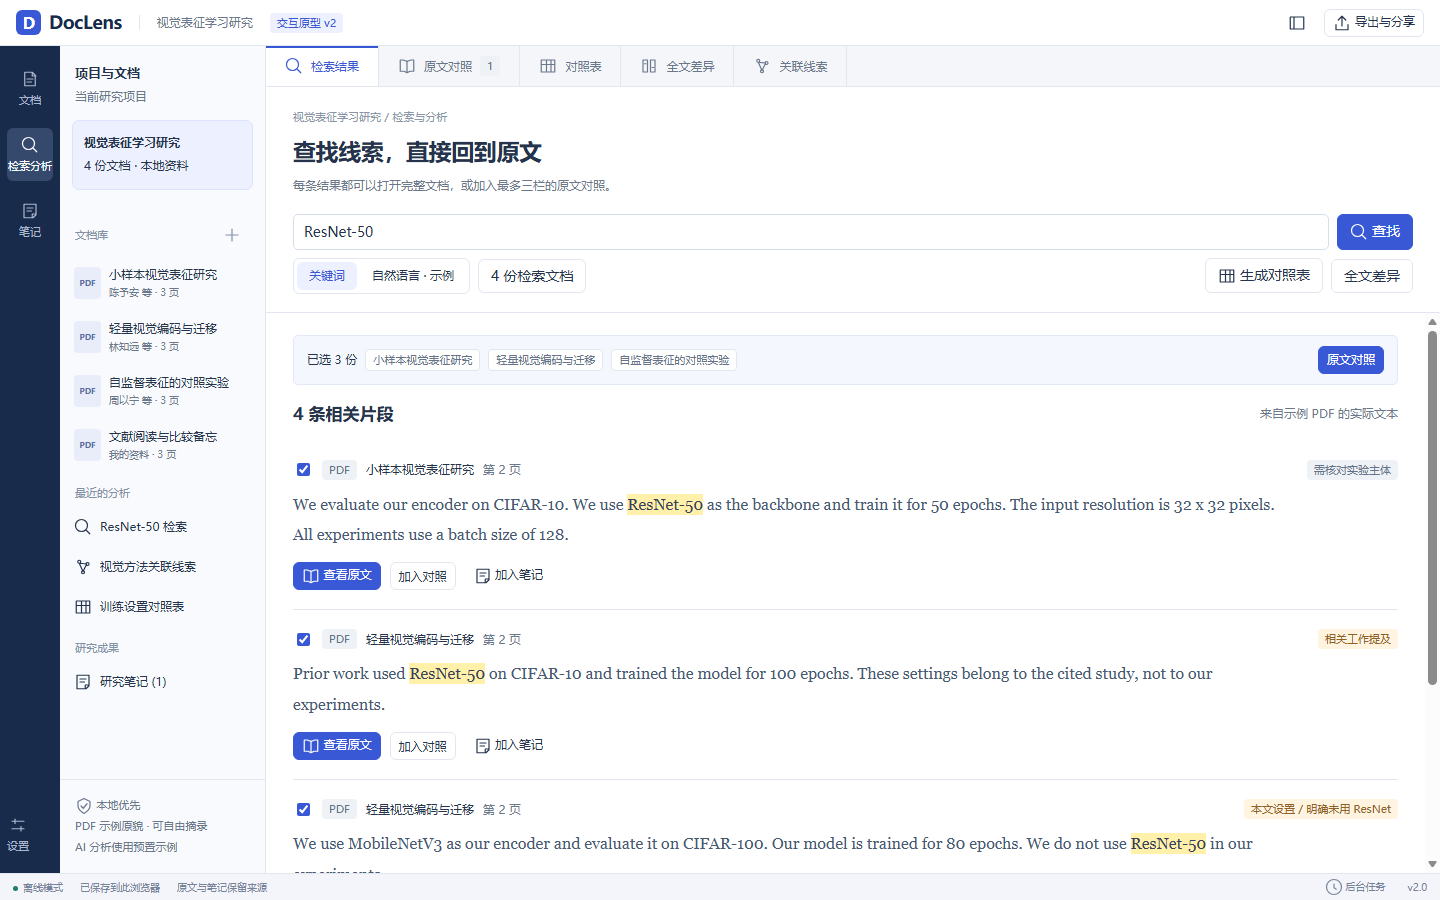 D DocLens 视觉表征学习研究 交互原型 v2 导出与分享
文档
检索分析
笔记
设置
项目与文档
当前研究项目
视觉表征学习研究
4 份文档 · 本地资料
文档库
PDF 小样本视觉表征研究
陈予安 等 · 3 页
PDF 轻量视觉编码与迁移
林知远 等 · 3 页
PDF 自监督表征的对照实验
周以宁 等 · 3 页
PDF 文献阅读与比较备忘
我的资料 · 3 页
最近的分析
ResNet-50 检索
视觉方法关联线索
训练设置对照表
研究成果
研究笔记 (1)
本地优先
PDF 示例原貌 · 可自由摘录
AI 分析使用预置示例
检索结果 原文对照 1 对照表 全文差异 关联线索
视觉表征学习研究 / 检索与分析
查找线索，直接回到原文
每条结果都可以打开完整文档，或加入最多三栏的原文对照。
ResNet-50 查找
关键词 自然语言 · 示例 4 份检索文档 生成对照表 全文差异
已选 3 份 小样本视觉表征研究 轻量视觉编码与迁移 自监督表征的对照实验 原文对照
4 条相关片段 来自示例 PDF 的实际文本
PDF 小样本视觉表征研究 第 2 页 需核对实验主体
We evaluate our encoder on CIFAR-10. We use ResNet-50 as the backbone and train it for 50 epochs. The input resolution is 32 x 32 pixels.
All experiments use a batch size of 128.
查看原文 加入对照 加入笔记
PDF 轻量视觉编码与迁移 第 2 页 相关工作提及
Prior work used ResNet-50 on CIFAR-10 and trained the model for 100 epochs. These settings belong to the cited study, not to our
experiments.
查看原文 加入对照 加入笔记
PDF 轻量视觉编码与迁移 第 2 页 本文设置 / 明确未用 ResNet
We use MobileNetV3 as our encoder and evaluate it on CIFAR-100. Our model is trained for 80 epochs. We do not use ResNet-50 in our
离线模式 已保存到此浏览器 原文与笔记保留来源 后台任务 v2.0